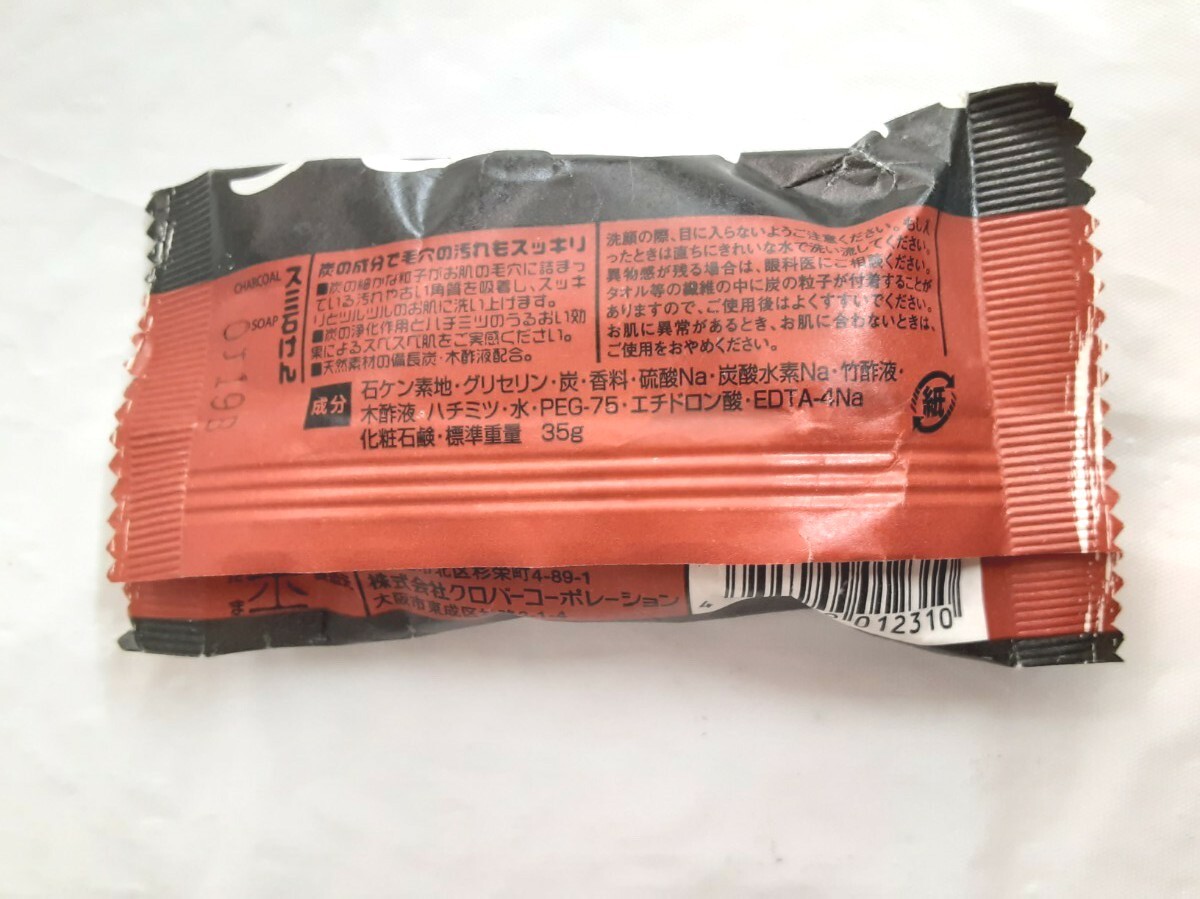 CHARCOAL
スミ石けん
SOAP
0119B
炭の成分で毛穴の汚れもスッキリ
■炭の細かな粒子がお肌の毛穴に詰まっ
ている汚れや古い角質を吸着し、スッキ
リとツルツルのお肌に洗い上げます。
■炭の浄化作用とハチミツのうるおい効
果によるスベスベ肌をご実感ください。
■天然素材の備長炭・木酢液配合。
洗顔の際、目に入らないようご注意ください。もし入
ったときは直ちにきれいな水で洗い流してください。
異物感が残る場合は、眼科医にご相談ください。
タオル等の繊維の中に炭の粒子が付着することが
ありますので、ご使用後はよくすすいでください。
お肌に異常があるとき、お肌に合わないときは、
ご使用をおやめください。
成分
石ケン素地・グリセリン・炭・香料・硫酸Na・炭酸水素Na・竹酢液・
木酢液・ハチミツ・水・PEG-75・エチドロン酸・EDTA-4Na
化粧石鹸・標準重量 35g
紙
北区杉栄町4-89-1
株式会社クロバーコーポレーション
大阪市東成区
4
012310